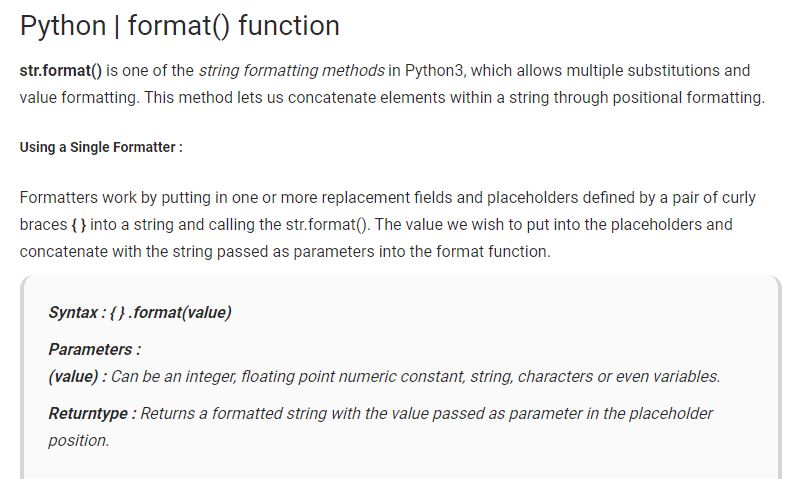 Python | format() function
str.format() is one of the string formatting methods in Python3, which allows multiple substitutions and
value formatting. This method lets us concatenate elements within a string through positional formatting.
Using a Single Formatter :
Formatters work by putting in one or more replacement fields and placeholders defined by a pair of curly
braces { } into a string and calling the str.format(). The value we wish to put into the placeholders and
concatenate with the string passed as parameters into the format function.
Syntax : { } .format(value)
Parameters :
(value) : Can be an integer, floating point numeric constant, string, characters or even variables.
Returntype : Returns a formatted string with the value passed as parameter in the placeholder
position.